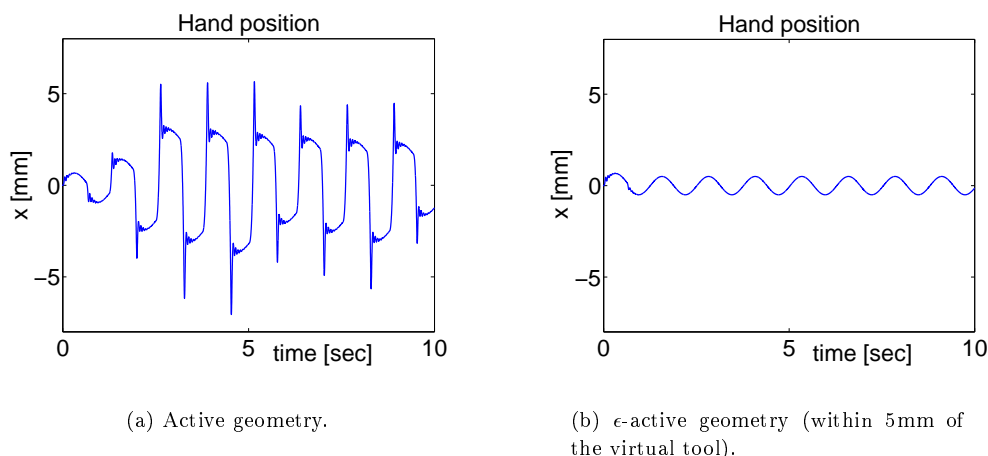 Hand position
x [mm]
5
0
−5
0
5
10
time [sec]
(a) Active geometry.
Hand position
x [mm]
5
0
−5
0
5
10
time [sec]
(b) ϵ-active geometry (within 5mm of
the virtual tool).